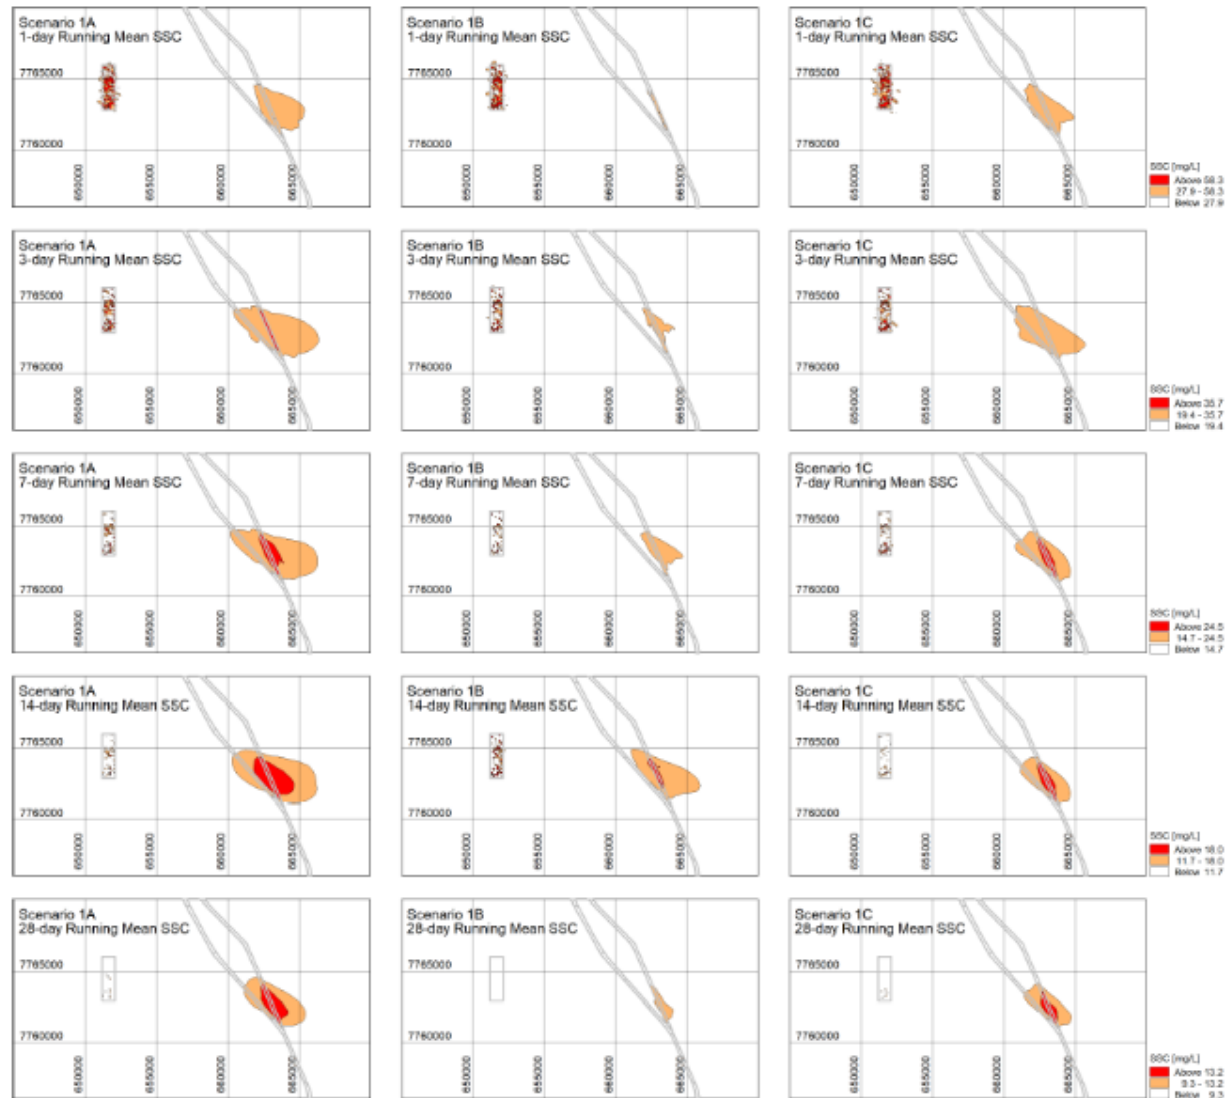 Scenario 1A
1-day Running Mean SSC
7765000
7760000
650000
655000
660000
665000
Scenario 1B
1-day Running Mean SSC
7765000
7760000
650000
655000
660000
665000
Scenario 1C
1-day Running Mean SSC
7765000
7760000
650000
655000
660000
665000
SSC [mg/L]
Above 58.3
27.9 - 58.3
Below 27.9
Scenario 1A
3-day Running Mean SSC
7765000
7760000
650000
655000
660000
665000
Scenario 1B
3-day Running Mean SSC
7765000
7760000
650000
655000
660000
665000
Scenario 1C
3-day Running Mean SSC
7765000
7760000
650000
655000
660000
665000
SSC [mg/L]
Above 35.7
19.4 - 35.7
Below 19.4
Scenario 1A
7-day Running Mean SSC
7765000
7760000
650000
655000
660000
665000
Scenario 1B
7-day Running Mean SSC
7765000
7760000
650000
655000
660000
665000
Scenario 1C
7-day Running Mean SSC
7765000
7760000
650000
655000
660000
665000
SSC [mg/L]
Above 24.5
14.7 - 24.5
Below 14.7
Scenario 1A
14-day Running Mean SSC
7765000
7760000
650000
655000
660000
665000
Scenario 1B
14-day Running Mean SSC
7765000
7760000
650000
655000
660000
665000
Scenario 1C
14-day Running Mean SSC
7765000
7760000
650000
655000
660000
665000
SSC [mg/L]
Above 18.0
11.7 - 18.0
Below 11.7
Scenario 1A
28-day Running Mean SSC
7765000
7760000
650000
655000
660000
665000
Scenario 1B
28-day Running Mean SSC
7765000
7760000
650000
655000
660000
665000
Scenario 1C
28-day Running Mean SSC
7765000
7760000
650000
655000
660000
665000
SSC [mg/L]
Above 13.2
9.3 - 13.2
Below 9.3